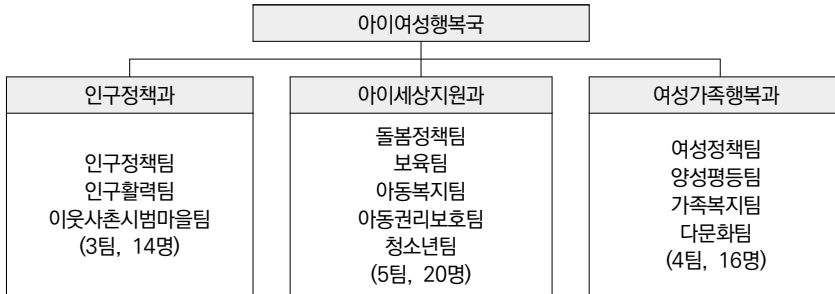 아이여성행복국
인구정책과
인구정책팀
인구활력팀
이웃사촌시범마을팀
(3팀, 14명)
아이세상지원과
돌봄정책팀
보육팀
아동복지팀
아동권리보호팀
청소년팀
(5팀, 20명)
여성가족행복과
여성정책팀
양성평등팀
가족복지팀
다문화팀
(4팀, 16명)